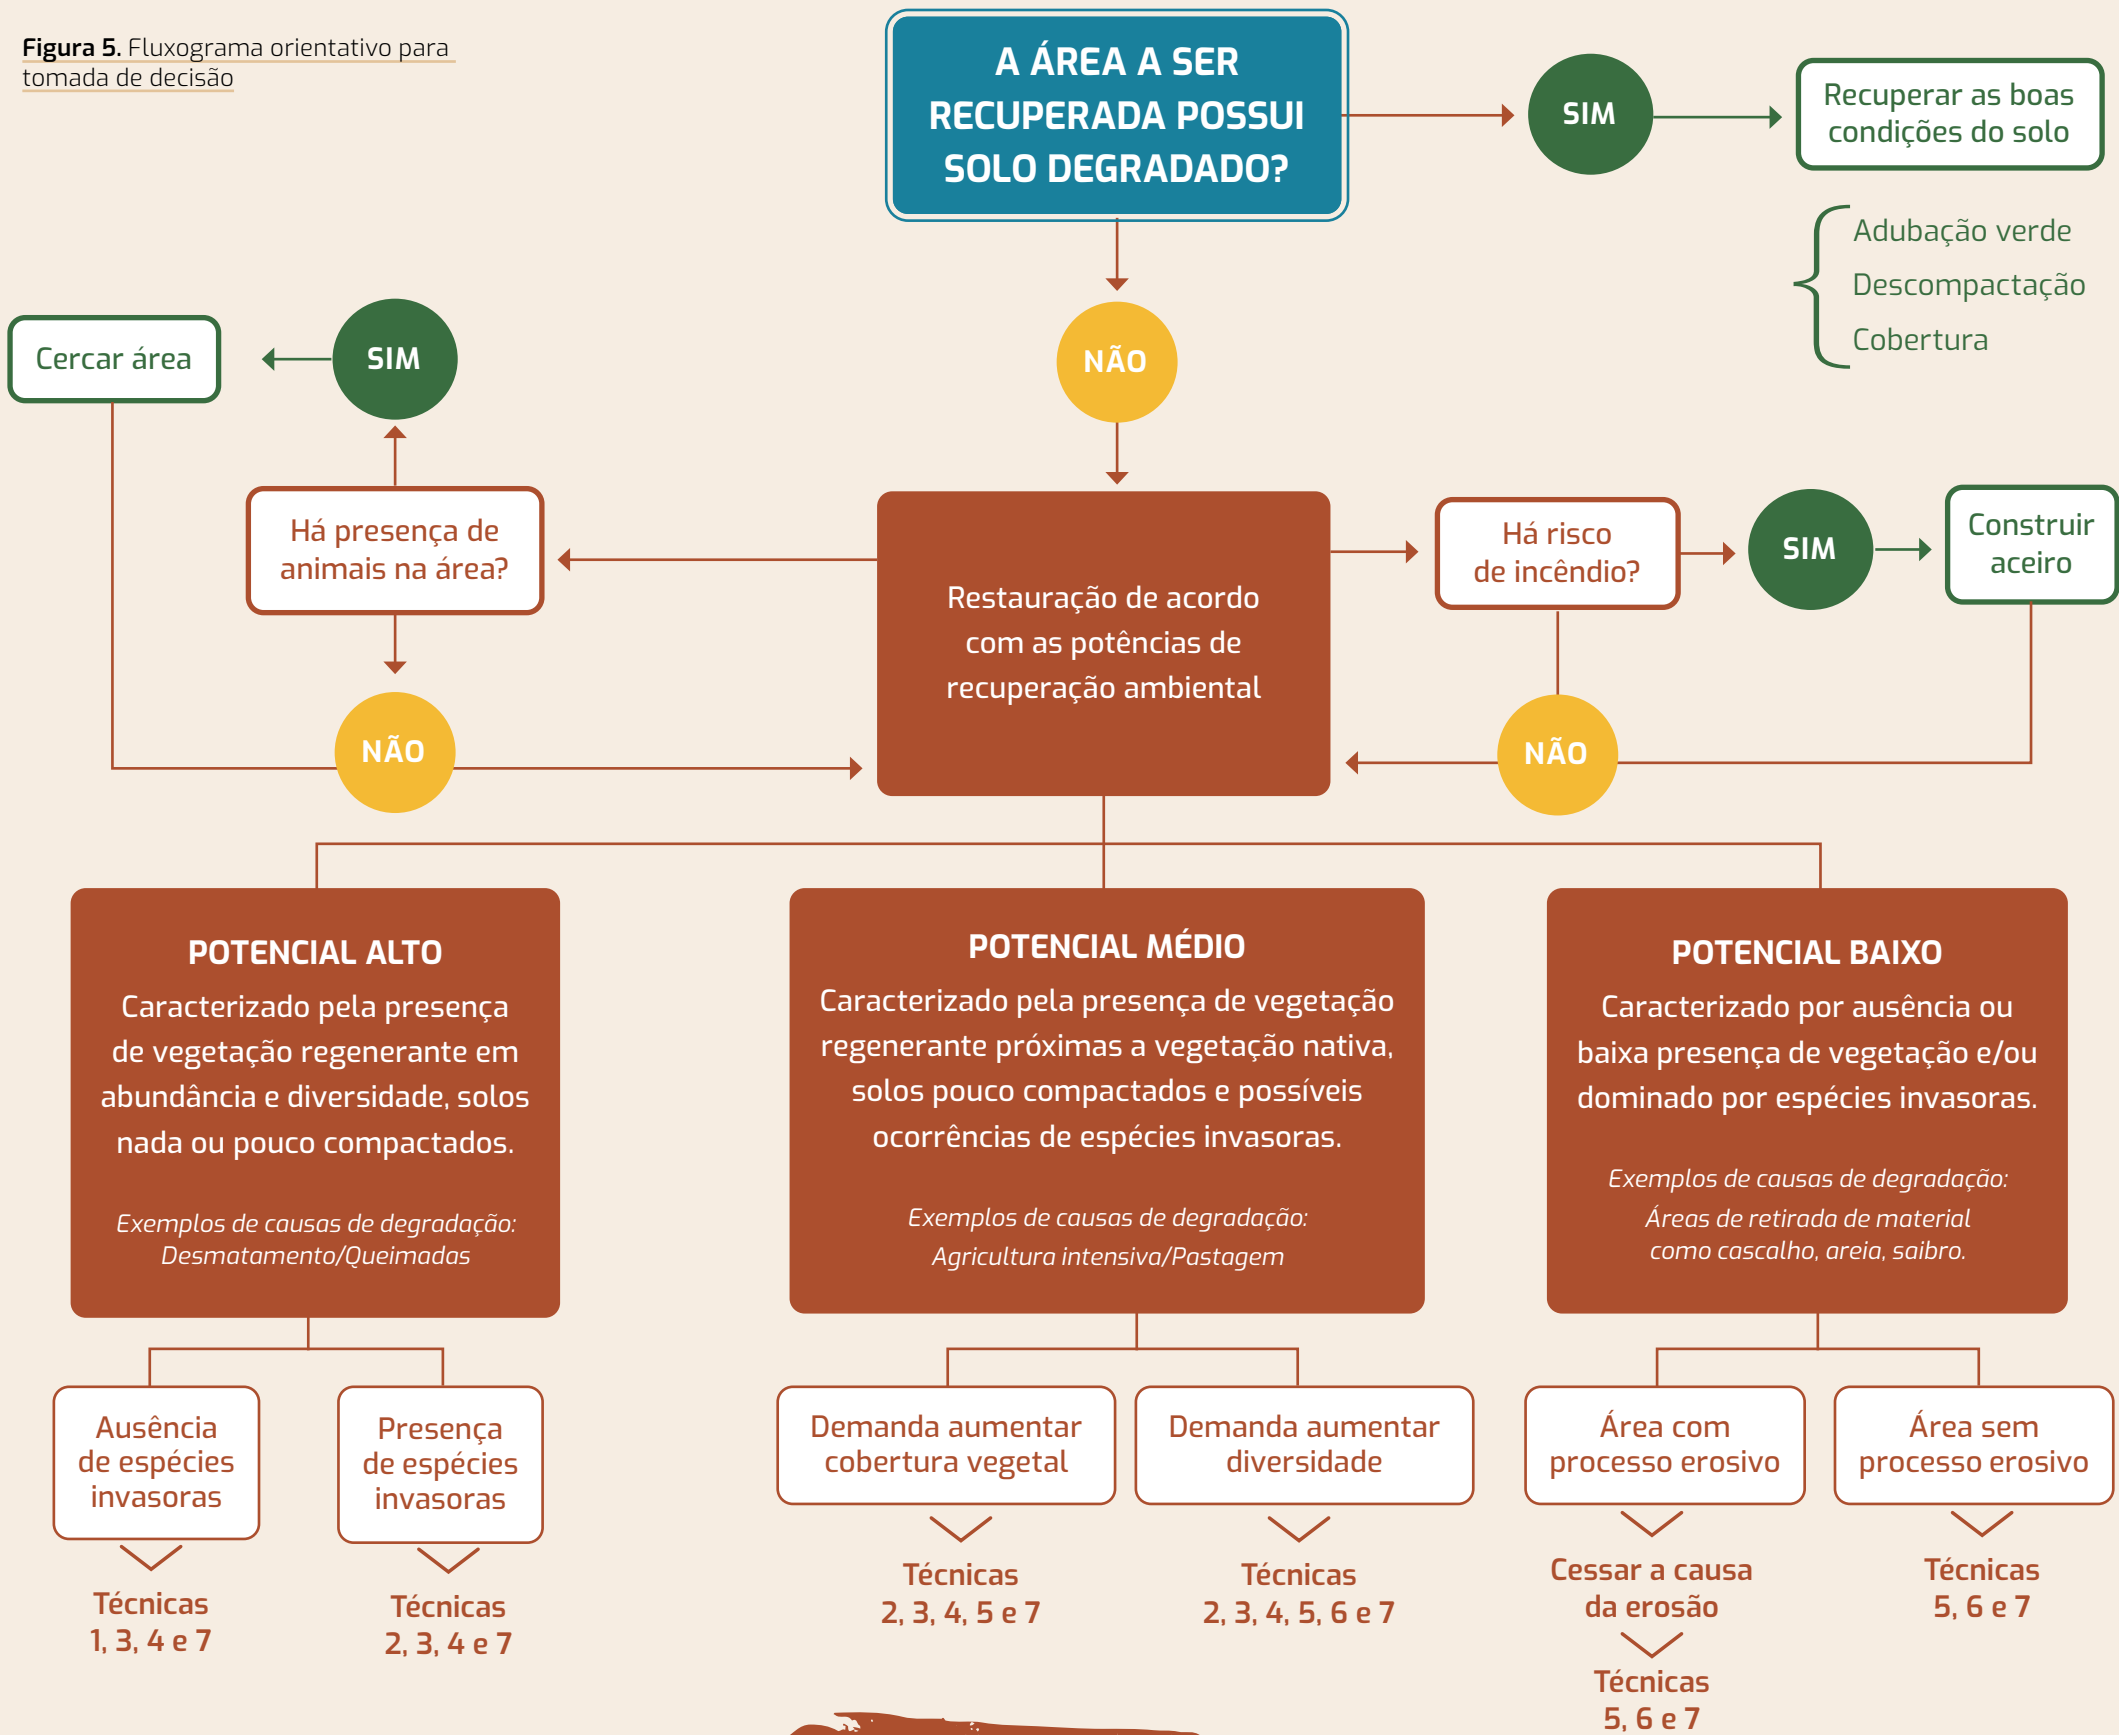 Figura 5. Fluxograma orientativo para
tomada de decisão
A ÁREA A SER
RECUPERADA POSSUI
SOLO DEGRADADO?
SIM
Recuperar as boas
condições do solo
Adubação verde
Descompactação
Cobertura
NÃO
Cercar área
SIM
Há presença de
animais na área?
NÃO
Restauração de acordo
com as potências de
recuperação ambiental
Há risco
de incêndio?
SIM
Construir
aceiro
NÃO
POTENCIAL ALTO
Caracterizado pela presença
de vegetação regenerante em
abundância e diversidade, solos
nada ou pouco compactados.
Exemplos de causas de degradação:
Desmatamento/Queimadas
POTENCIAL MÉDIO
Caracterizado pela presença de vegetação
regenerante próximas a vegetação nativa,
solos pouco compactados e possíveis
ocorrências de espécies invasoras.
Exemplos de causas de degradação:
Agricultura intensiva/Pastagem
POTENCIAL BAIXO
Caracterizado por ausência ou
baixa presença de vegetação e/ou
dominado por espécies invasoras.
Exemplos de causas de degradação:
Áreas de retirada de material
como cascalho, areia, saibro.
Ausência
de espécies
invasoras
Técnicas
1, 3, 4 e 7
Presença
de espécies
invasoras
Técnicas
2, 3, 4 e 7
Demanda aumentar
cobertura vegetal
Técnicas
2, 3, 4, 5 e 7
Demanda aumentar
diversidade
Técnicas
2, 3, 4, 5, 6 e 7
Área com
processo erosivo
Cessar a causa
da erosão
Técnicas
5, 6 e 7
Área sem
processo erosivo
Técnicas
5, 6 e 7